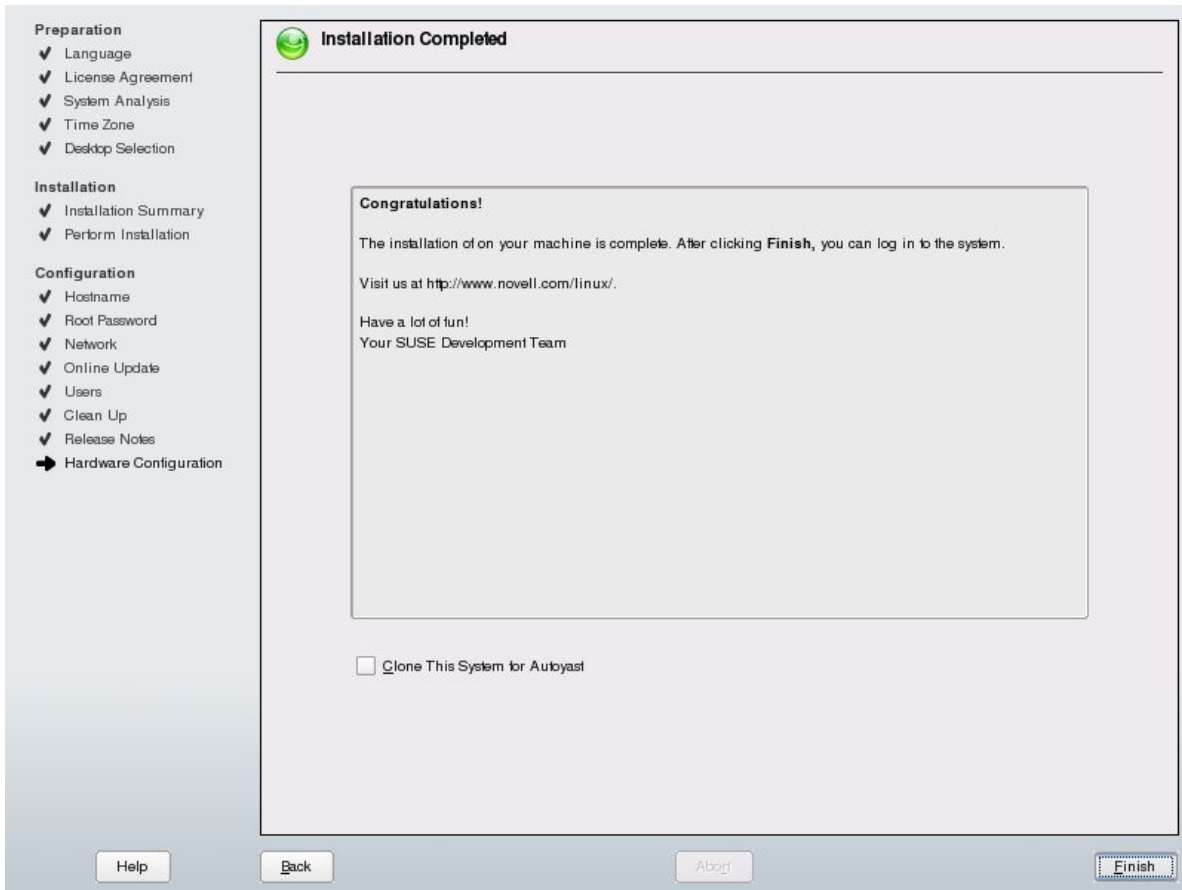 Preparation
Language
License Agreement
System Analysis
Time Zone
Desktop Selection
Installation
Installation Summary
Perform Installation
Configuration
Hostname
Root Password
Network
Online Update
Users
Clean Up
Release Notes
Hardware Configuration
Installation Completed
Congratulations!
The installation of on your machine is complete. After clicking Finish, you can log in to the system.
Visit us at http://www.novell.com/linux/.
Have a lot of fun!
Your SUSE Development Team
Clone This System for Autoyast
Help
Back
Abort
Finish